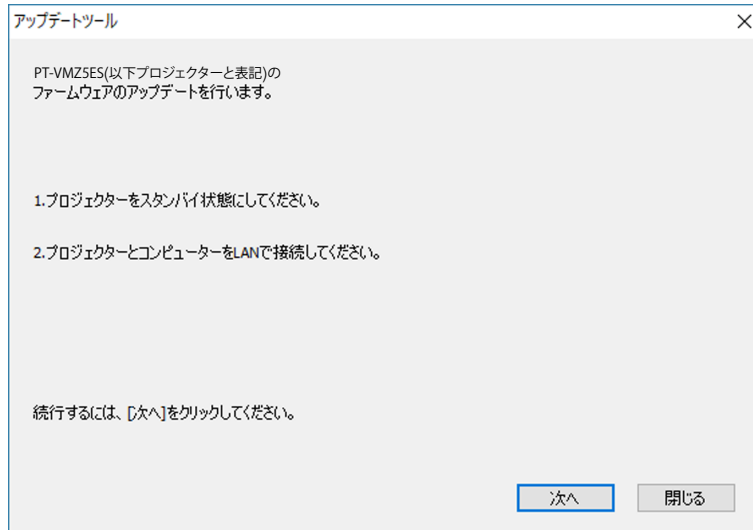 アップデートツール
PT-VMZ5ES(以下プロジェクターと表記)の
ファームウェアのアップデートを行います。
1.プロジェクターをスタンバイ状態にしてください。
2.プロジェクターとコンピューターをLANで接続してください。
続行するには、[次へ]をクリックしてください。
次へ
閉じる